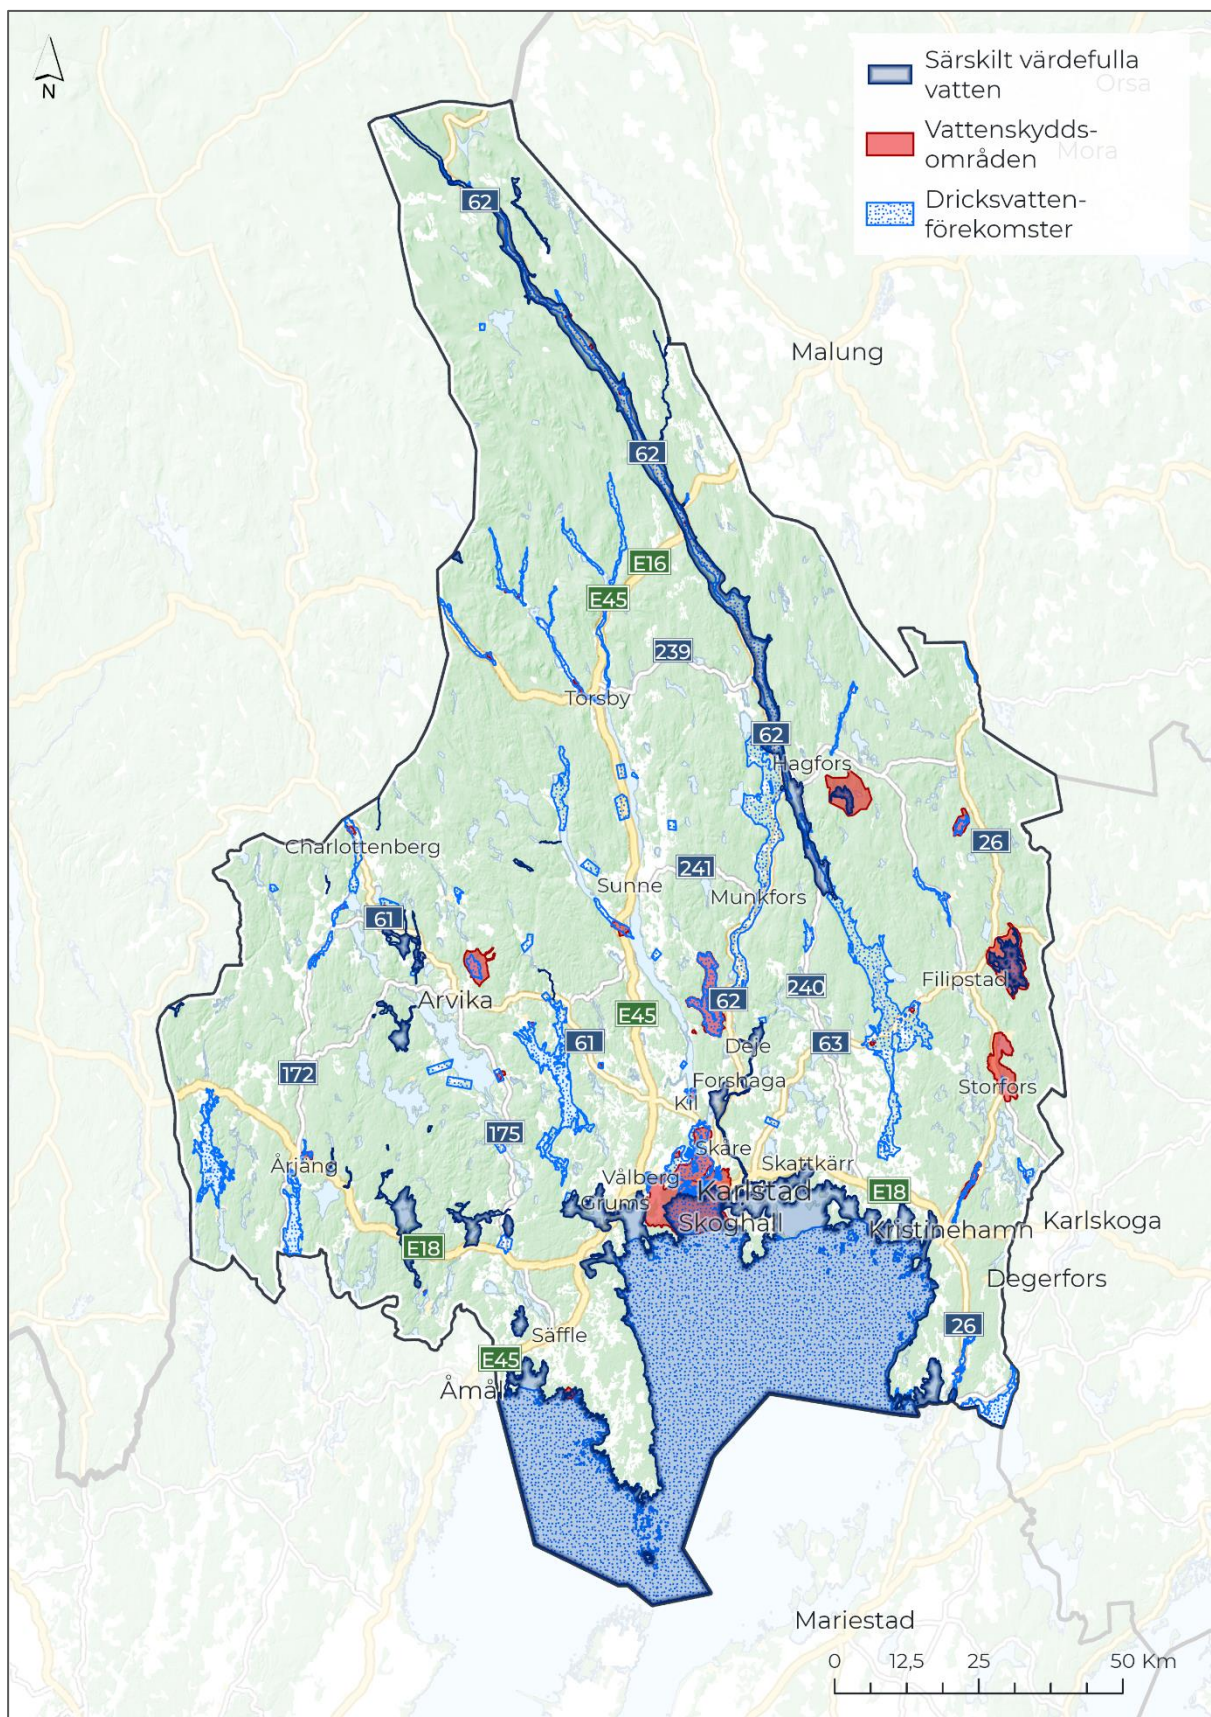 N
Särskilt värdefulla
vatten
Orsa
Vattenskydds-
områden
Mora
Dricksvatten-
förekomster
62
Malung
62
E16
E45
239
Torsby
62
Hagfors
26
Charlottenberg
241
Sunne
Munkfors
61
Filipstad
Arvika
240
62
E45
61
63
Deje
172
Forshaga
Storfors
Kil
175
Skåre
Årjäng
Vålberg
Skattkärr
Karlstad
E18
Grums
Skoghall
Kristinehamn
Karlskoga
E18
Degerfors
26
Säffle
E45
Åmål
Mariestad
0 12,5 25 50 Km